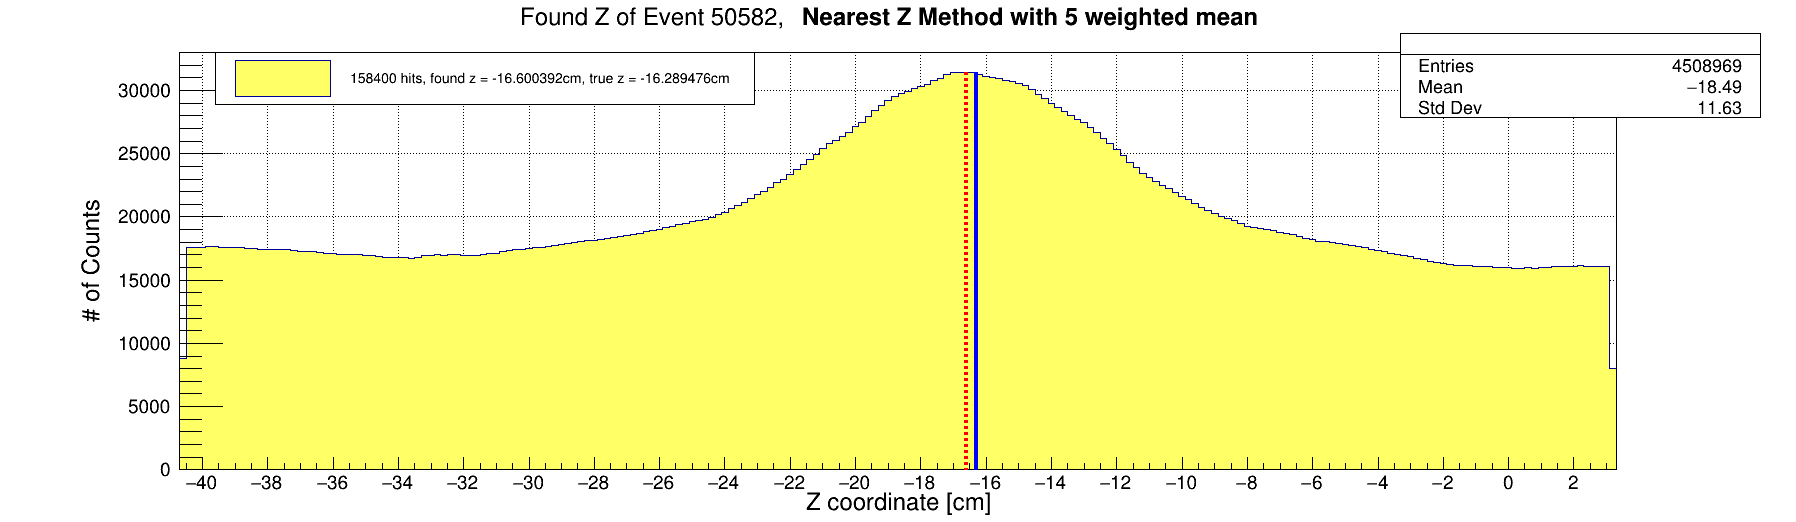 Found Z of Event 50582, Nearest Z Method with 5 weighted mean
158400 hits, found z = -16.600392cm, true z = -16.289476cm
Entries 4508969
Mean −18.49
Std Dev 11.63
# of Counts
30000
25000
20000
15000
10000
5000
0
−40 −38 −36 −34 −32 −30 −28 −26 −24 −22 −20 −18 −16 −14 −12 −10 −8 −6 −4 −2 0 2
Z coordinate [cm]